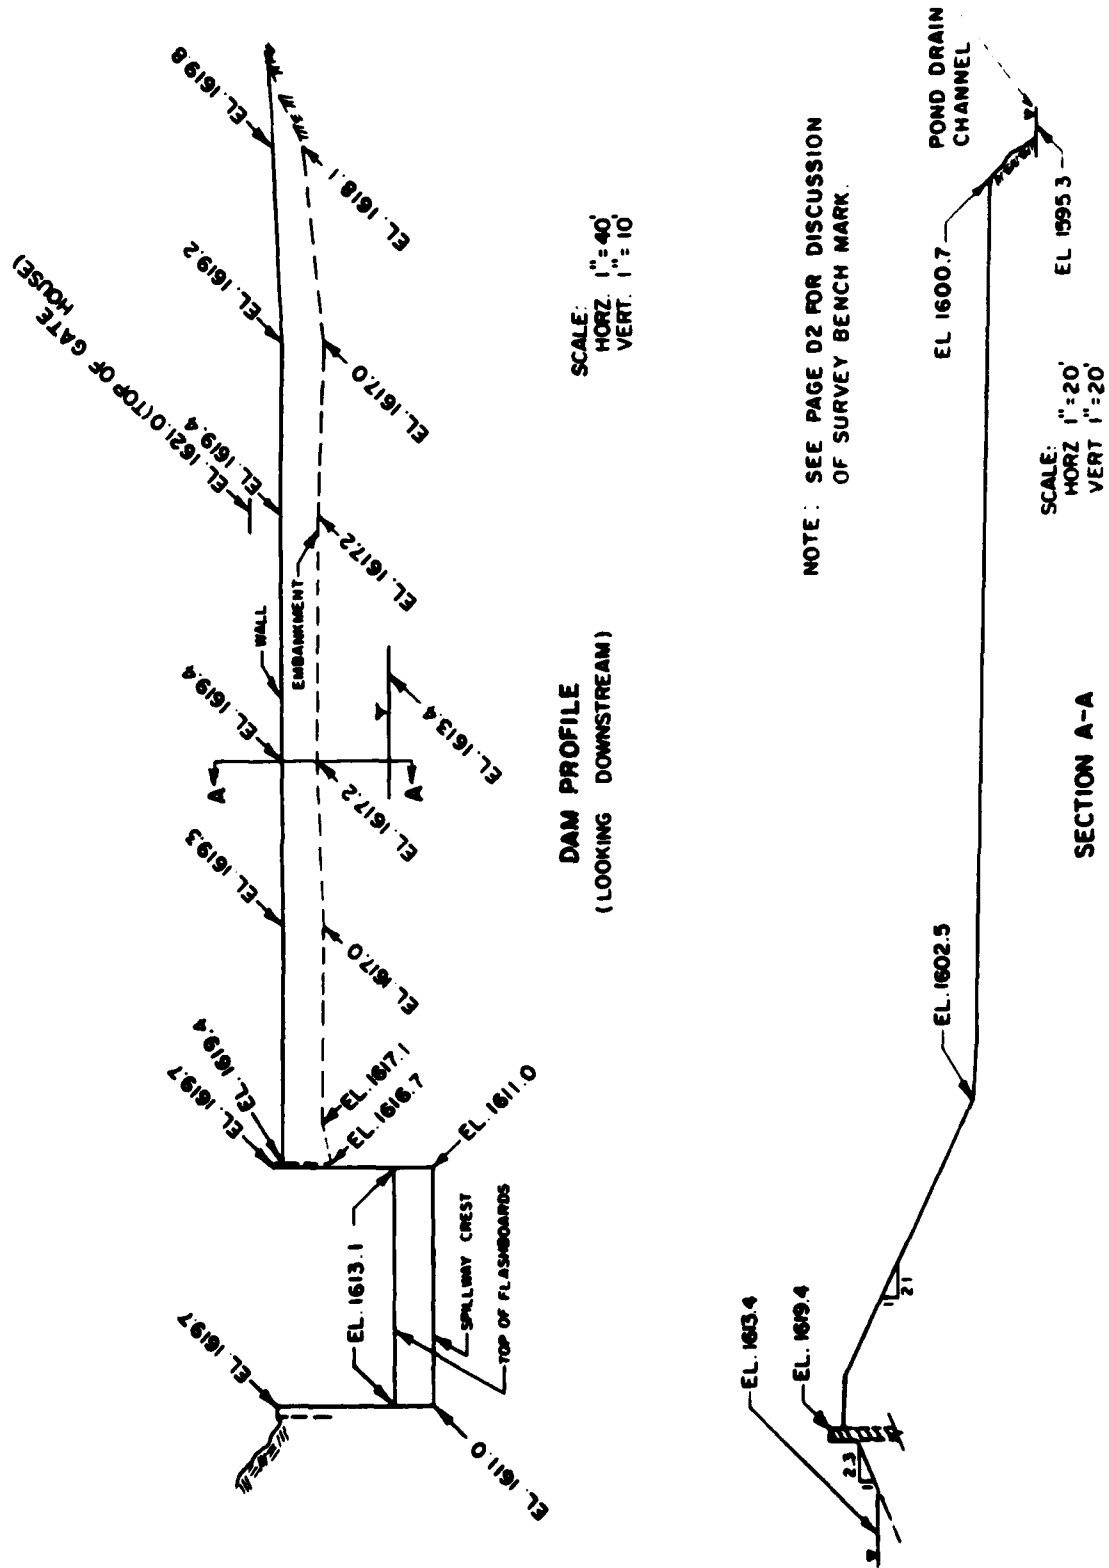 EL. 1619.7
EL. 1619.7
EL. 1619.4
EL. 1619.3
EL. 1619.4
EL. 1621.0 (TOP OF GATE
HOUSE)
EL. 1619.4
EL. 1619.2
EL. 1619.8
A
WALL
EMBANKMENT
EL. 1613.1
EL. 1617.1
EL. 1616.7
EL. 1617.0
EL. 1617.2
A
EL. 1613.4
EL. 1617.2
EL. 1617.0
EL. 1618.1
EL. 1611.0
EL. 1611.0
SPILLWAY CREST
TOP OF FLASHBOARDS
DAM PROFILE
(LOOKING DOWNSTREAM)
SCALE:
HORZ. 1"=40'
VERT. 1"=10'
NOTE: SEE PAGE D2 FOR DISCUSSION
OF SURVEY BENCH MARK.
EL. 1613.4
EL. 1619.4
2.3
1
1
2.1
EL. 1602.5
EL 1600.7
POND DRAIN
CHANNEL
EL 1595.3
SECTION A-A
SCALE:
HORZ 1"=20'
VERT 1"=20'